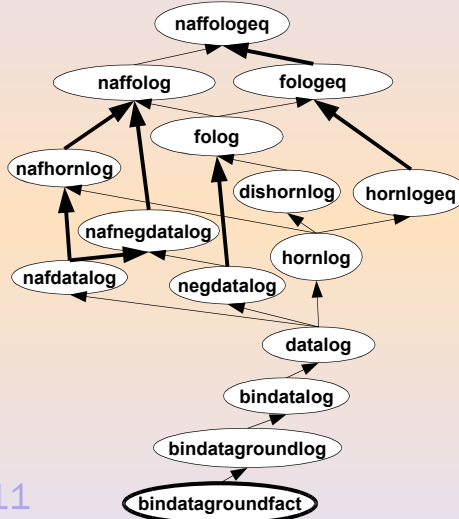 naffologeq
naffolog
fologeq
folog
nafhornlog
dishornlog
hornlogeq
nafnegdatalog
hornlog
nafdatalog
negdatalog
datalog
bindatalog
bindatagroundlog
11
bindatagroundfact